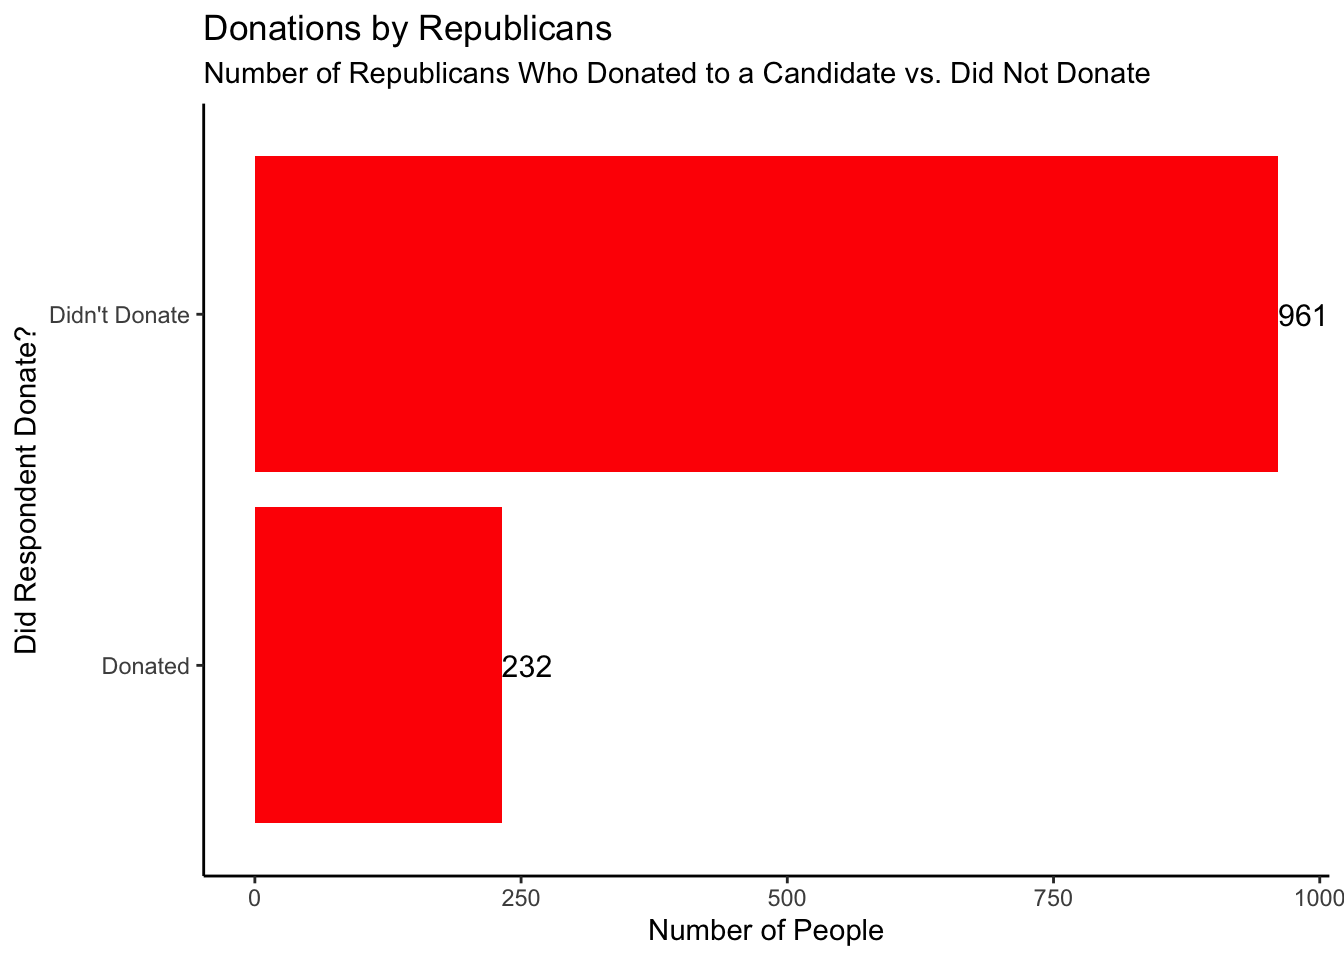 Donations by Republicans
Number of Republicans Who Donated to a Candidate vs. Did Not Donate
Did Respondent Donate?
Didn't Donate
961
Donated
232
0
250
500
750
1000
Number of People